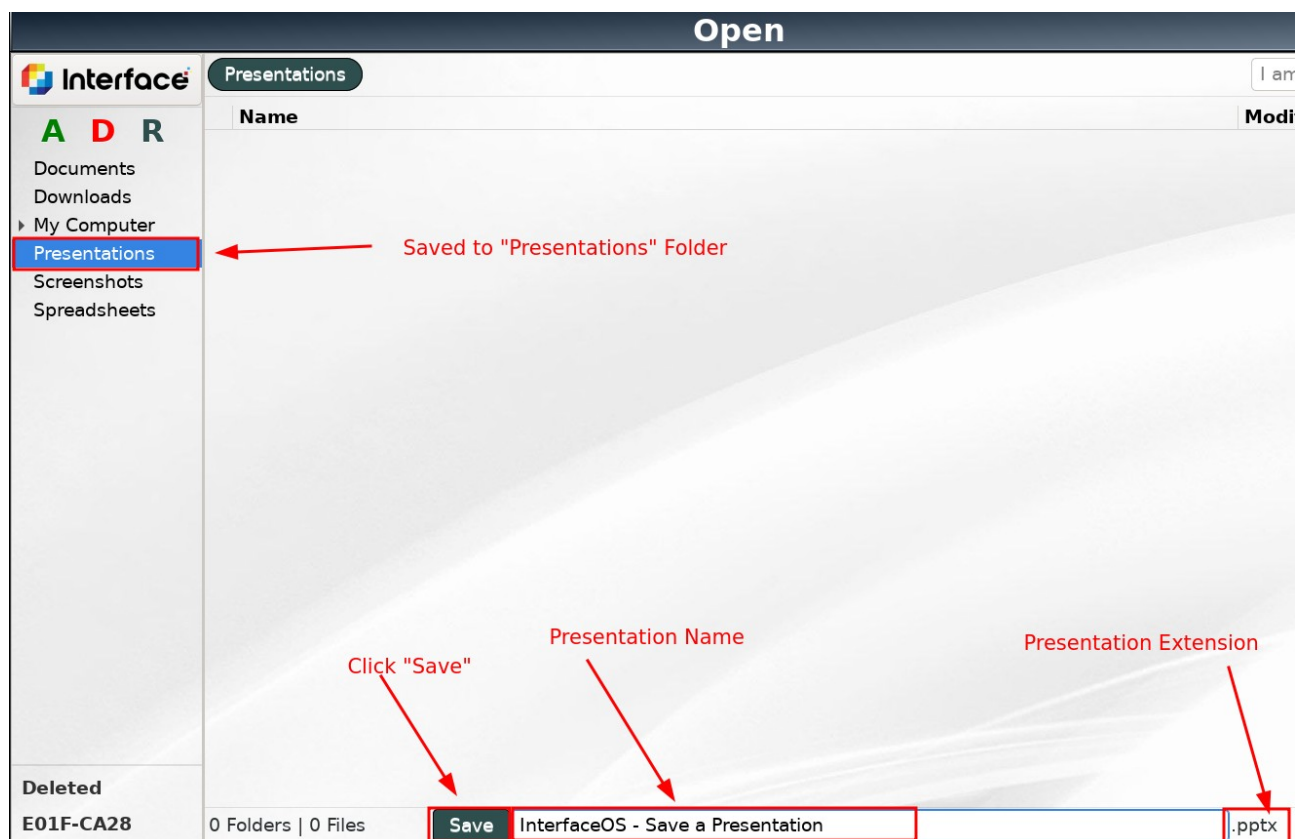 Open
Interface
Presentations
I am
Name
Modi
A D R
Documents
Downloads
My Computer
Presentations
Saved to "Presentations" Folder
Screenshots
Spreadsheets
Presentation Name
Presentation Extension
Click "Save"
Deleted
E01F-CA28
0 Folders | 0 Files
Save
InterfaceOS - Save a Presentation
.pptx